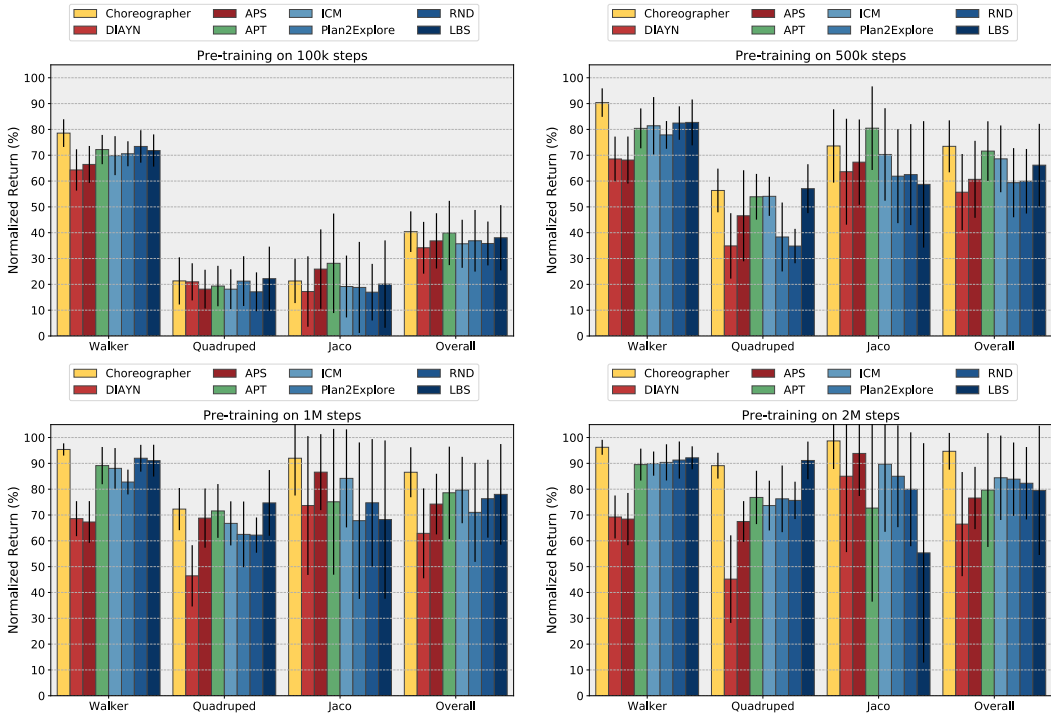 Choreographer APS ICM RND
DIAYN APT Plan2Explore LBS
Pre-training on 100k steps
Normalized Return (%)
100
90
80
70
60
50
40
30
20
10
0
Walker Quadruped Jaco Overall
Choreographer APS ICM RND
DIAYN APT Plan2Explore LBS
Pre-training on 500k steps
Normalized Return (%)
100
90
80
70
60
50
40
30
20
10
0
Walker Quadruped Jaco Overall
Choreographer APS ICM RND
DIAYN APT Plan2Explore LBS
Pre-training on 1M steps
Normalized Return (%)
100
90
80
70
60
50
40
30
20
10
0
Walker Quadruped Jaco Overall
Choreographer APS ICM RND
DIAYN APT Plan2Explore LBS
Pre-training on 2M steps
Normalized Return (%)
100
90
80
70
60
50
40
30
20
10
0
Walker Quadruped Jaco Overall